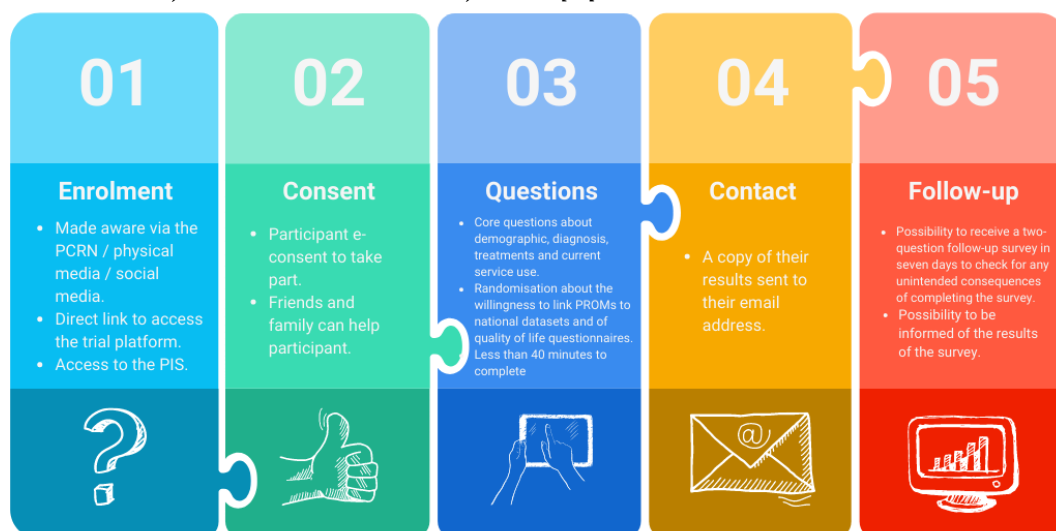 01
Enrolment
• Made aware via the
PCRN / physical
media / social
media.
• Direct link to access
the trial platform.
• Access to the PIS.
02
Consent
• Participant e-
consent to take
part.
• Friends and
family can help
participant.
03
Questions
• Core questions about
demographic, diagnosis,
treatments and current
service use.
• Randomisation about the
willingness to link PROMs to
national datasets and of
quality of life questionnaires.
Less than 40 minutes to
complete
04
Contact
• A copy of their
results sent to
their email
address.
@
05
Follow-up
• Possibility to receive a two-
question follow-up survey in
seven days to check for any
unintended consequences
of completing the survey.
• Possibility to be
informed of the results
of the survey.